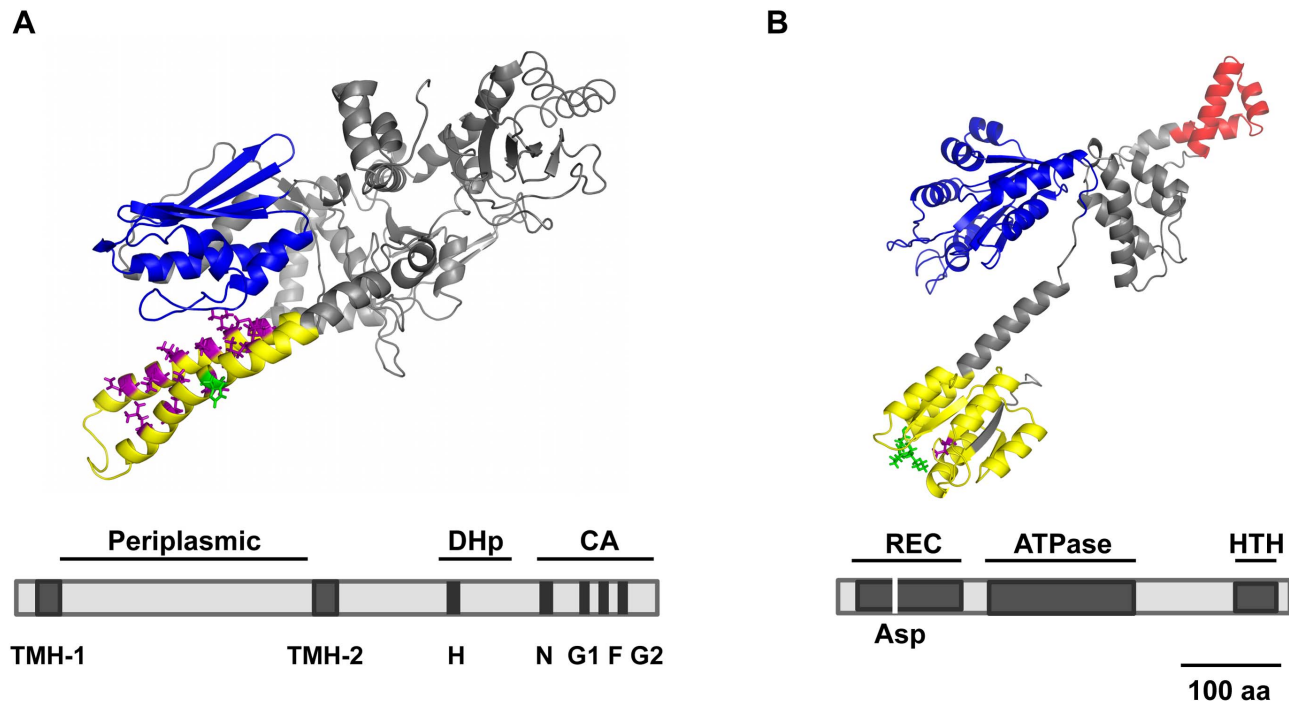 A
B
Periplasmic DHp CA
TMH-1 TMH-2 H N G1 F G2
REC ATPase HTH
Asp
100 aa